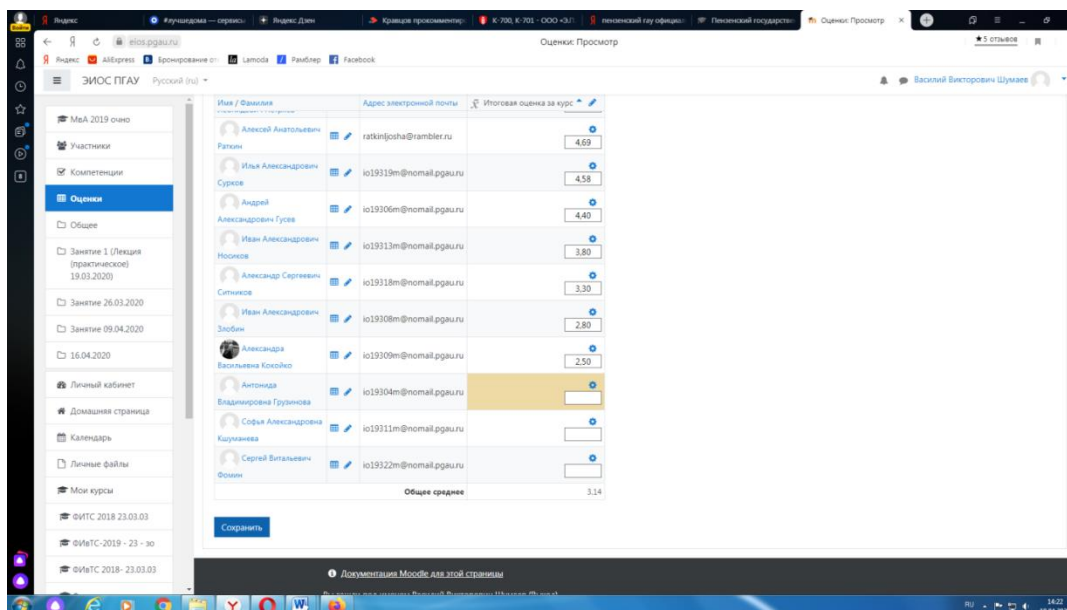 Яндекс
#лучшедома — сервисы
Яндекс Дзен
Кравцов прокомментир
К-700, К-701 - ООО «ЭЛ
пензенский гау официал
Пензенский государстве
Оценки: Просмотр
eios.pgau.ru
Оценки: Просмотр
★ 5 отзывов
Яндекс
AliExpress
Бронирование от
Lamoda
Рамблер
Facebook
ЭИОС ПГАУ
Русский (ru)
Василий Викторович Шумаев
МвА 2019 очно
Участники
Компетенции
Оценки
Общее
Занятие 1 (Лекция
(практическое)
19.03.2020)
Занятие 26.03.2020
Занятие 09.04.2020
16.04.2020
Личный кабинет
Домашняя страница
Календарь
Личные файлы
Мои курсы
ФИТС 2018 23.03.03
ФИвТС-2019 - 23 - зо
ФИвТС 2018- 23.03.03
Имя / Фамилия
Адрес электронной почты
Итоговая оценка за курс
Алексей Анатольевич
Раткин
ratkinljosha@rambler.ru
4,69
Илья Александрович
Сурков
io19319m@nomail.pgau.ru
4,58
Андрей
Александрович Гусев
io19306m@nomail.pgau.ru
4,40
Иван Александрович
Носиков
io19313m@nomail.pgau.ru
3,80
Александр Сергеевич
Ситников
io19318m@nomail.pgau.ru
3,30
Иван Александрович
Злобин
io19308m@nomail.pgau.ru
2,80
Александра
Васильевна Кокойко
io19309m@nomail.pgau.ru
2,50
Антонида
Владимировна Грузинова
io19304m@nomail.pgau.ru
Софья Александровна
Кшуманева
io19311m@nomail.pgau.ru
Сергей Витальевич
Фомин
io19322m@nomail.pgau.ru
Общее среднее
3,14
Сохранить
Документация Moodle для этой страницы
RU
14:22